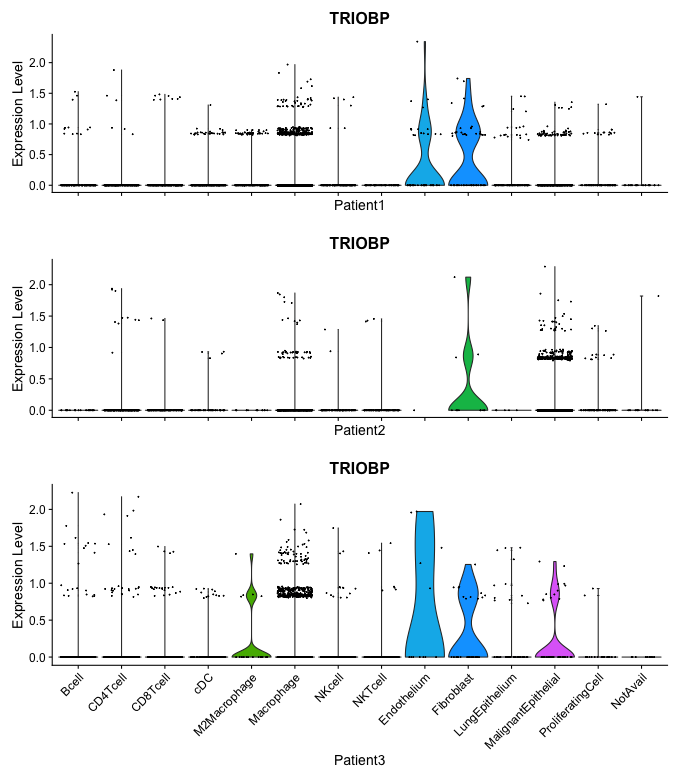 TRIOBP
Expression Level
2.0
1.5
1.0
0.5
0.0
Patient1
TRIOBP
Expression Level
2.0
1.5
1.0
0.5
0.0
Patient2
TRIOBP
Expression Level
2.0
1.5
1.0
0.5
0.0
Bcell
CD4Tcell
CD8Tcell
cDC
M2Macrophage
Macrophage
NKcell
NKTcell
Endothelium
Fibroblast
LungEpithelium
MalignantEpithelial
ProliferatingCell
NotAvail
Patient3